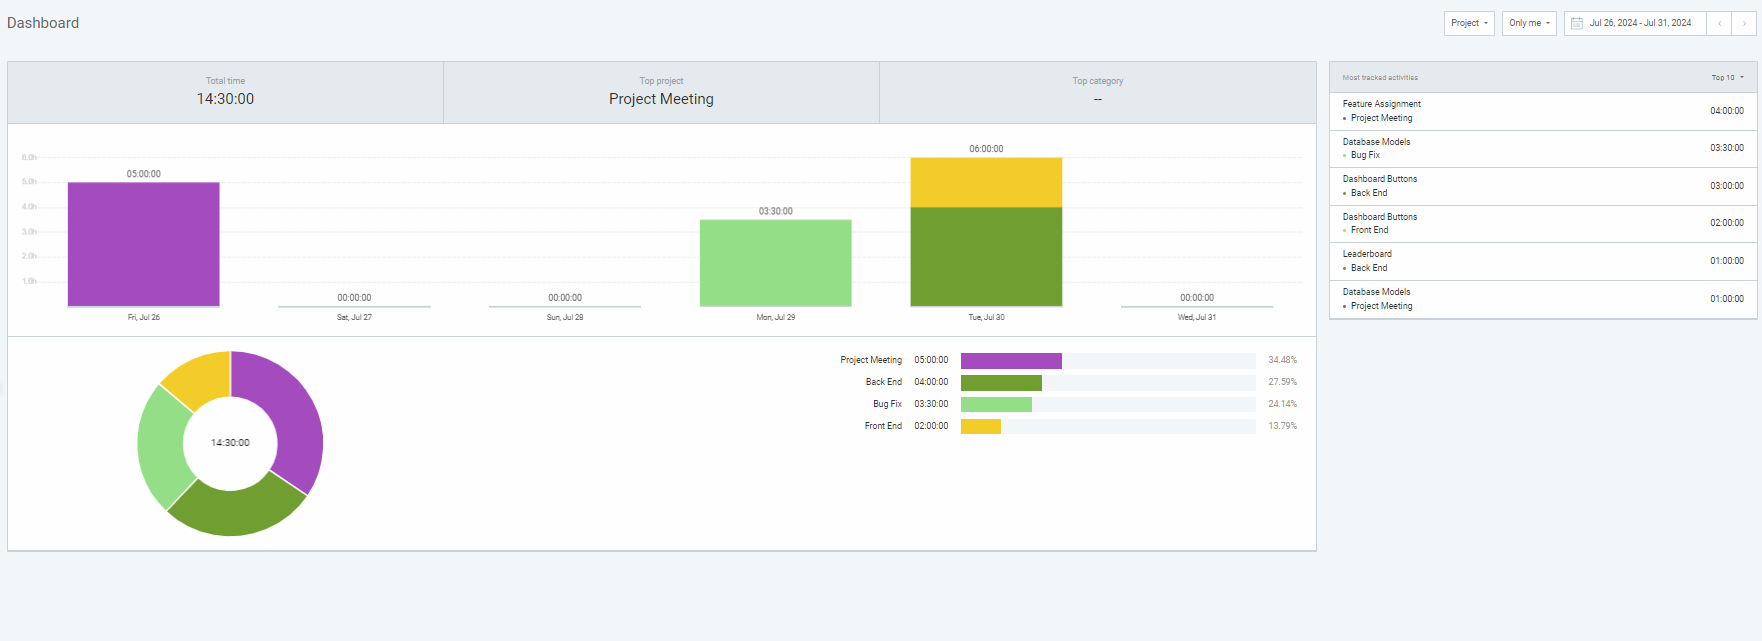 Dashboard
Project
Only me
Jul 26, 2024 - Jul 31, 2024
Total time
14:30:00
Top project
Project Meeting
Top category
--
6.0h
5.0h
4.0h
3.0h
2.0h
1.0h
05:00:00
00:00:00
00:00:00
03:30:00
06:00:00
00:00:00
Fri, Jul 26
Sat, Jul 27
Sun, Jul 28
Mon, Jul 29
Tue, Jul 30
Wed, Jul 31
14:30:00
Project Meeting 05:00:00 34.48%
Back End 04:00:00 27.59%
Bug Fix 03:30:00 24.14%
Front End 02:00:00 13.79%
Most tracked activities Top 10
Feature Assignment
Project Meeting 04:00:00
Database Models
Bug Fix 03:30:00
Dashboard Buttons
Back End 03:00:00
Dashboard Buttons
Front End 02:00:00
Leaderboard
Back End 01:00:00
Database Models
Project Meeting 01:00:00